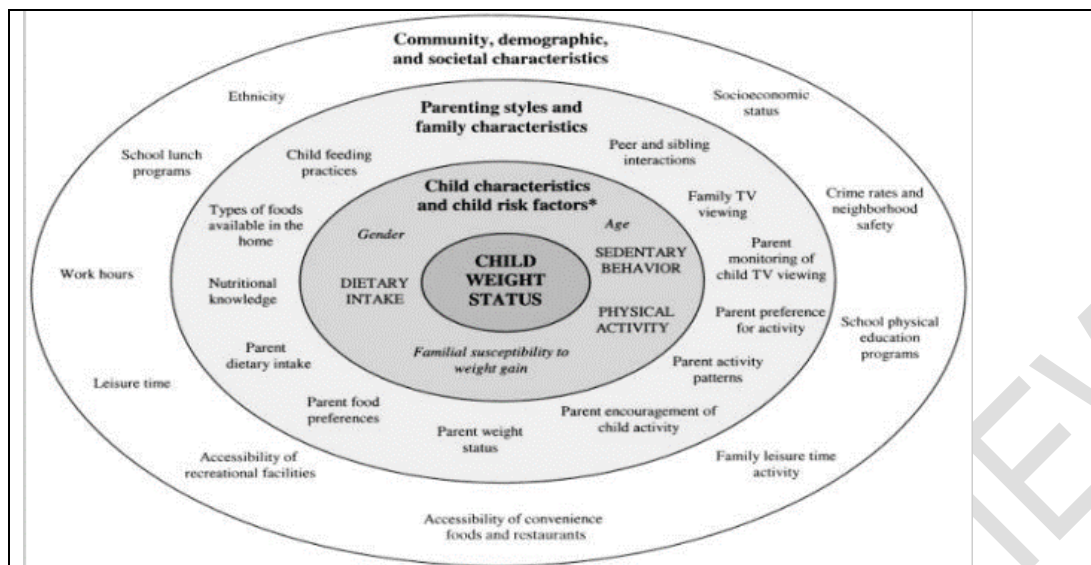 Community, demographic,
and societal characteristics
Ethnicity
Socioeconomic
status
Parenting styles and
family characteristics
School lunch
programs
Child feeding
practices
Peer and sibling
interactions
Child characteristics
and child risk factors*
Family TV
viewing
Crime rates and
neighborhood
safety
Types of foods
available in the
home
Gender
Age
Parent
monitoring of
child TV viewing
Work hours
Nutritional
knowledge
DIETARY
INTAKE
CHILD
WEIGHT
STATUS
SEDENTARY
BEHAVIOR
PHYSICAL
ACTIVITY
Parent preference
for activity
School physical
education
programs
Parent
dietary intake
Familial susceptibility to
weight gain
Parent activity
patterns
Leisure time
Parent food
preferences
Parent weight
status
Parent encouragement of
child activity
Accessibility of
recreational facilities
Family leisure time
activity
Accessibility of convenience
foods and restaurants